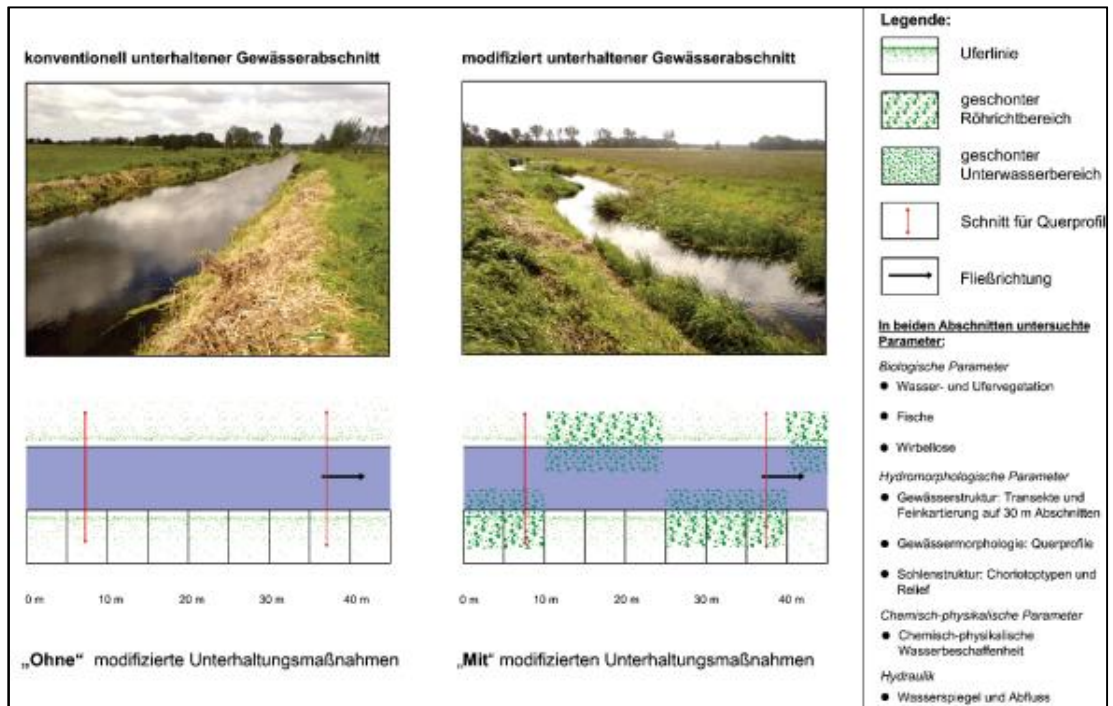 konventionell unterhaltener Gewässerabschnitt
modifiziert unterhaltener Gewässerabschnitt
0 m 10 m 20 m 30 m 40 m
0 m 10 m 20 m 30 m 40 m
„Ohne“ modifizierte Unterhaltungsmaßnahmen
„Mit“ modifizierten Unterhaltungsmaßnahmen
Legende:
Uferlinie
geschonter
Röhrichtbereich
geschonter
Unterwasserbereich
Schnitt für Querprofil
Fließrichtung
In beiden Abschnitten untersuchte
Parameter:
Biologische Parameter
● Wasser- und Ufervegetation
● Fische
● Wirbellose
Hydromorphologische Parameter
● Gewässerstruktur: Transekte und
Feinkartierung auf 30 m Abschnitten
● Gewässermorphologie: Querprofile
● Sohlenstruktur: Choriotoptypen und
Relief
Chemisch-physikalische Parameter
● Chemisch-physikalische
Wasserbeschaffenheit
Hydraulik
● Wasserspiegel und Abfluss